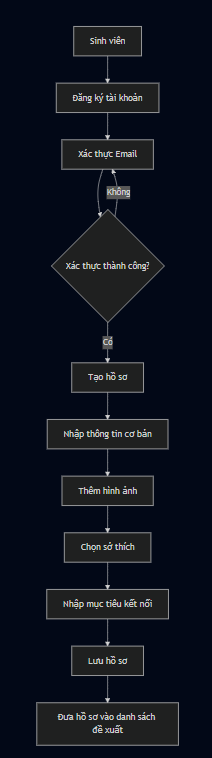 Sinh viên
Đăng ký tài khoản
Xác thực Email
Không
Xác thực thành công?
Có
Tạo hồ sơ
Nhập thông tin cơ bản
Thêm hình ảnh
Chọn sở thích
Nhập mục tiêu kết nối
Lưu hồ sơ
Đưa hồ sơ vào danh sách
đề xuất